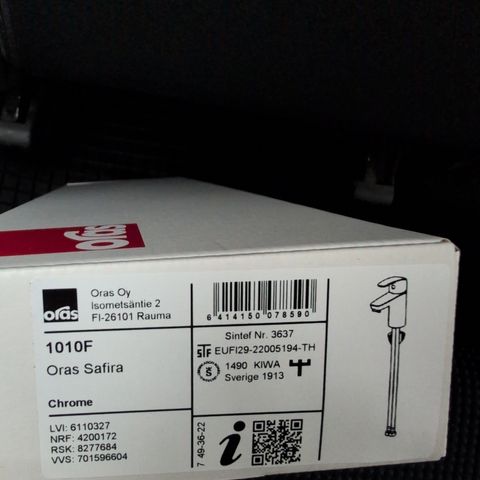 oras
oras
Oras Oy
Isometsäntie 2
FI-26101 Rauma
6 414150 078590
1010F
Oras Safira
Sintef Nr. 3637
STF EUFI29-22005194-TH
1490 KIWA
Sverige 1913
Chrome
LVI: 6110327
NRF: 4200172
RSK: 8277684
VVS: 701596604
7 49-36-22
i